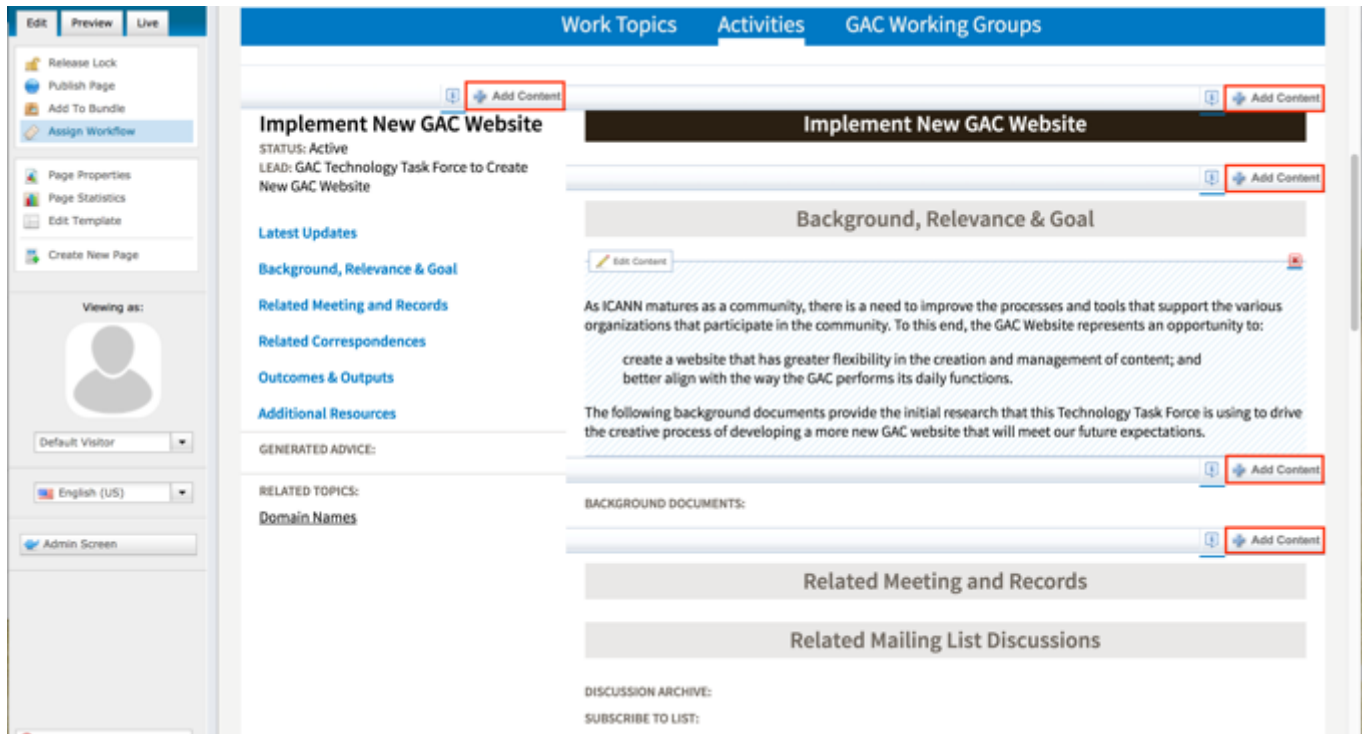 Edit Preview Live
Release Lock
Publish Page
Add To Bundle
Assign Workflow
Page Properties
Page Statistics
Edit Template
Create New Page
Viewing as:
Default Visitor
English (US)
Admin Screen
Work Topics Activities GAC Working Groups
Add Content
Implement New GAC Website
STATUS: Active
LEAD: GAC Technology Task Force to Create
New GAC Website
Latest Updates
Background, Relevance & Goal
Related Meeting and Records
Related Correspondences
Outcomes & Outputs
Additional Resources
GENERATED ADVICE:
RELATED TOPICS:
Domain Names
Add Content
Implement New GAC Website
Add Content
Background, Relevance & Goal
Edit Content
As ICANN matures as a community, there is a need to improve the processes and tools that support the various
organizations that participate in the community. To this end, the GAC Website represents an opportunity to:
create a website that has greater flexibility in the creation and management of content; and
better align with the way the GAC performs its daily functions.
The following background documents provide the initial research that this Technology Task Force is using to drive
the creative process of developing a more new GAC website that will meet our future expectations.
Add Content
BACKGROUND DOCUMENTS:
Add Content
Related Meeting and Records
Related Mailing List Discussions
DISCUSSION ARCHIVE:
SUBSCRIBE TO LIST: